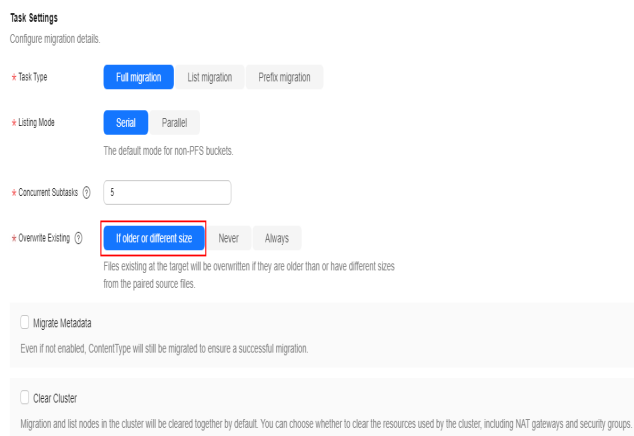 Task Settings
Configure migration details.
* Task Type Full migration List migration Prefix migration
* Listing Mode Serial Parallel
The default mode for non-PFS buckets.
* Concurrent Subtasks ? 5
* Overwrite Existing ? If older or different size Never Always
Files existing at the target will be overwritten if they are older than or have different sizes
from the paired source files.
Migrate Metadata
Even if not enabled, ContentType will still be migrated to ensure a successful migration.
Clear Cluster
Migration and list nodes in the cluster will be cleared together by default. You can choose whether to clear the resources used by the cluster, including NAT gateways and security groups.